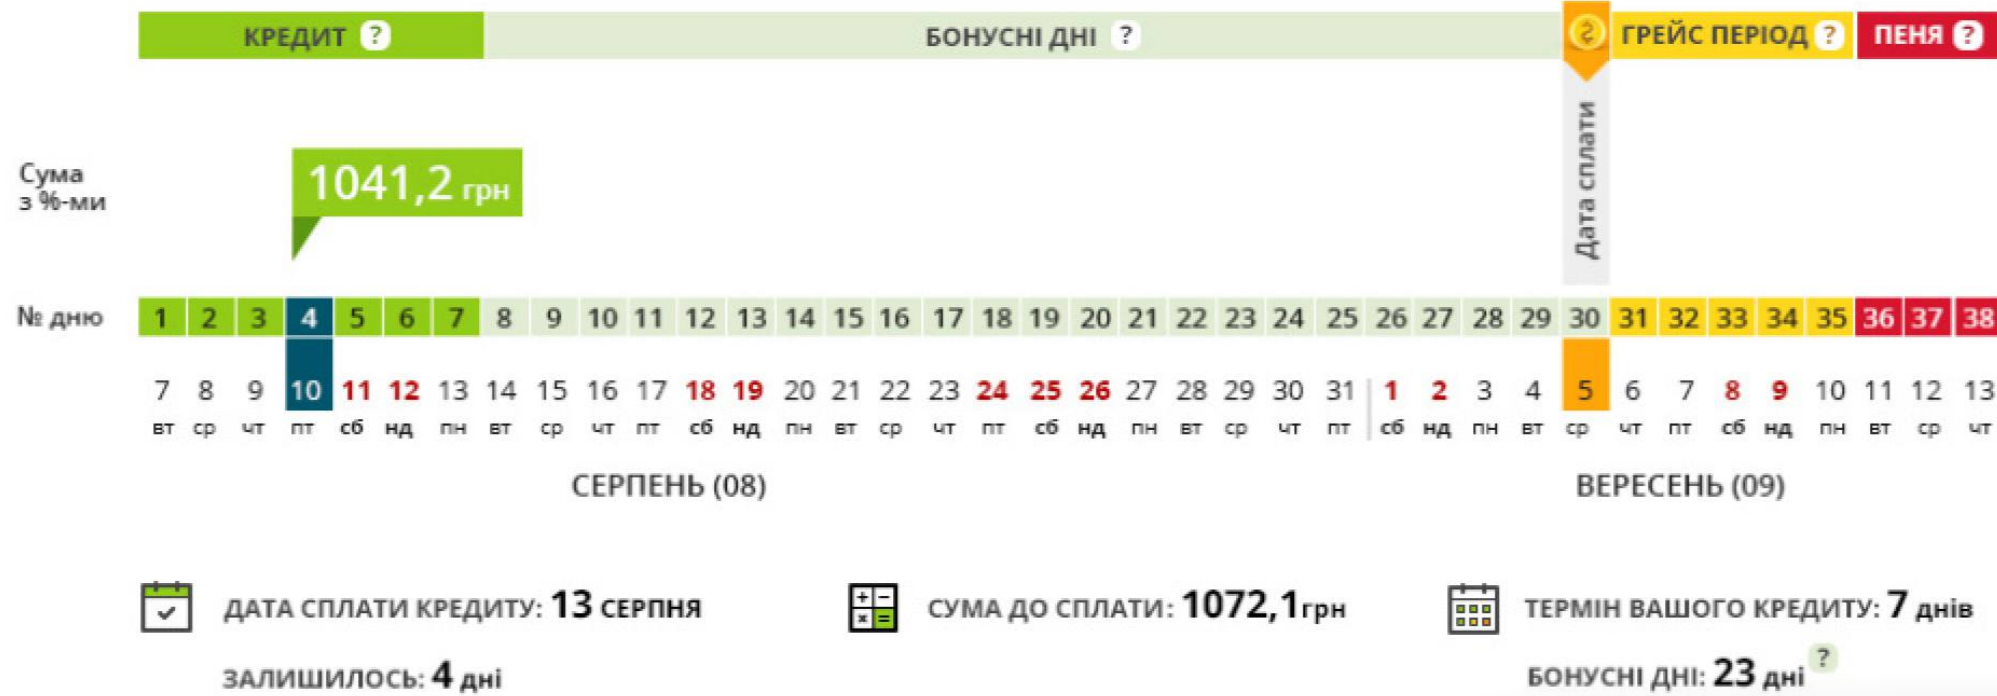 КРЕДИТ ? БОНУСНІ ДНІ ? ГРЕЙС ПЕРІОД ? ПЕНЯ ?
Дата сплати
Сума
з %-ми
1041,2 грн
№ дню 1 2 3 4 5 6 7 8 9 10 11 12 13 14 15 16 17 18 19 20 21 22 23 24 25 26 27 28 29 30 31 32 33 34 35 36 37 38
7 8 9 10 11 12 13 14 15 16 17 18 19 20 21 22 23 24 25 26 27 28 29 30 31 1 2 3 4 5 6 7 8 9 10 11 12 13
вт ср чт пт сб нд пн вт ср чт пт сб нд пн вт ср чт пт сб нд пн вт ср чт пт сб нд пн вт ср чт пт сб нд пн вт ср чт
СЕРПЕНЬ (08) ВЕРЕСЕНЬ (09)
ДАТА СПЛАТИ КРЕДИТУ: 13 СЕРПНЯ
ЗАЛИШИЛОСЬ: 4 дні
СУМА ДО СПЛАТИ: 1072,1грн
ТЕРМІН ВАШОГО КРЕДИТУ: 7 днів
БОНУСНІ ДНІ: 23 дні ?